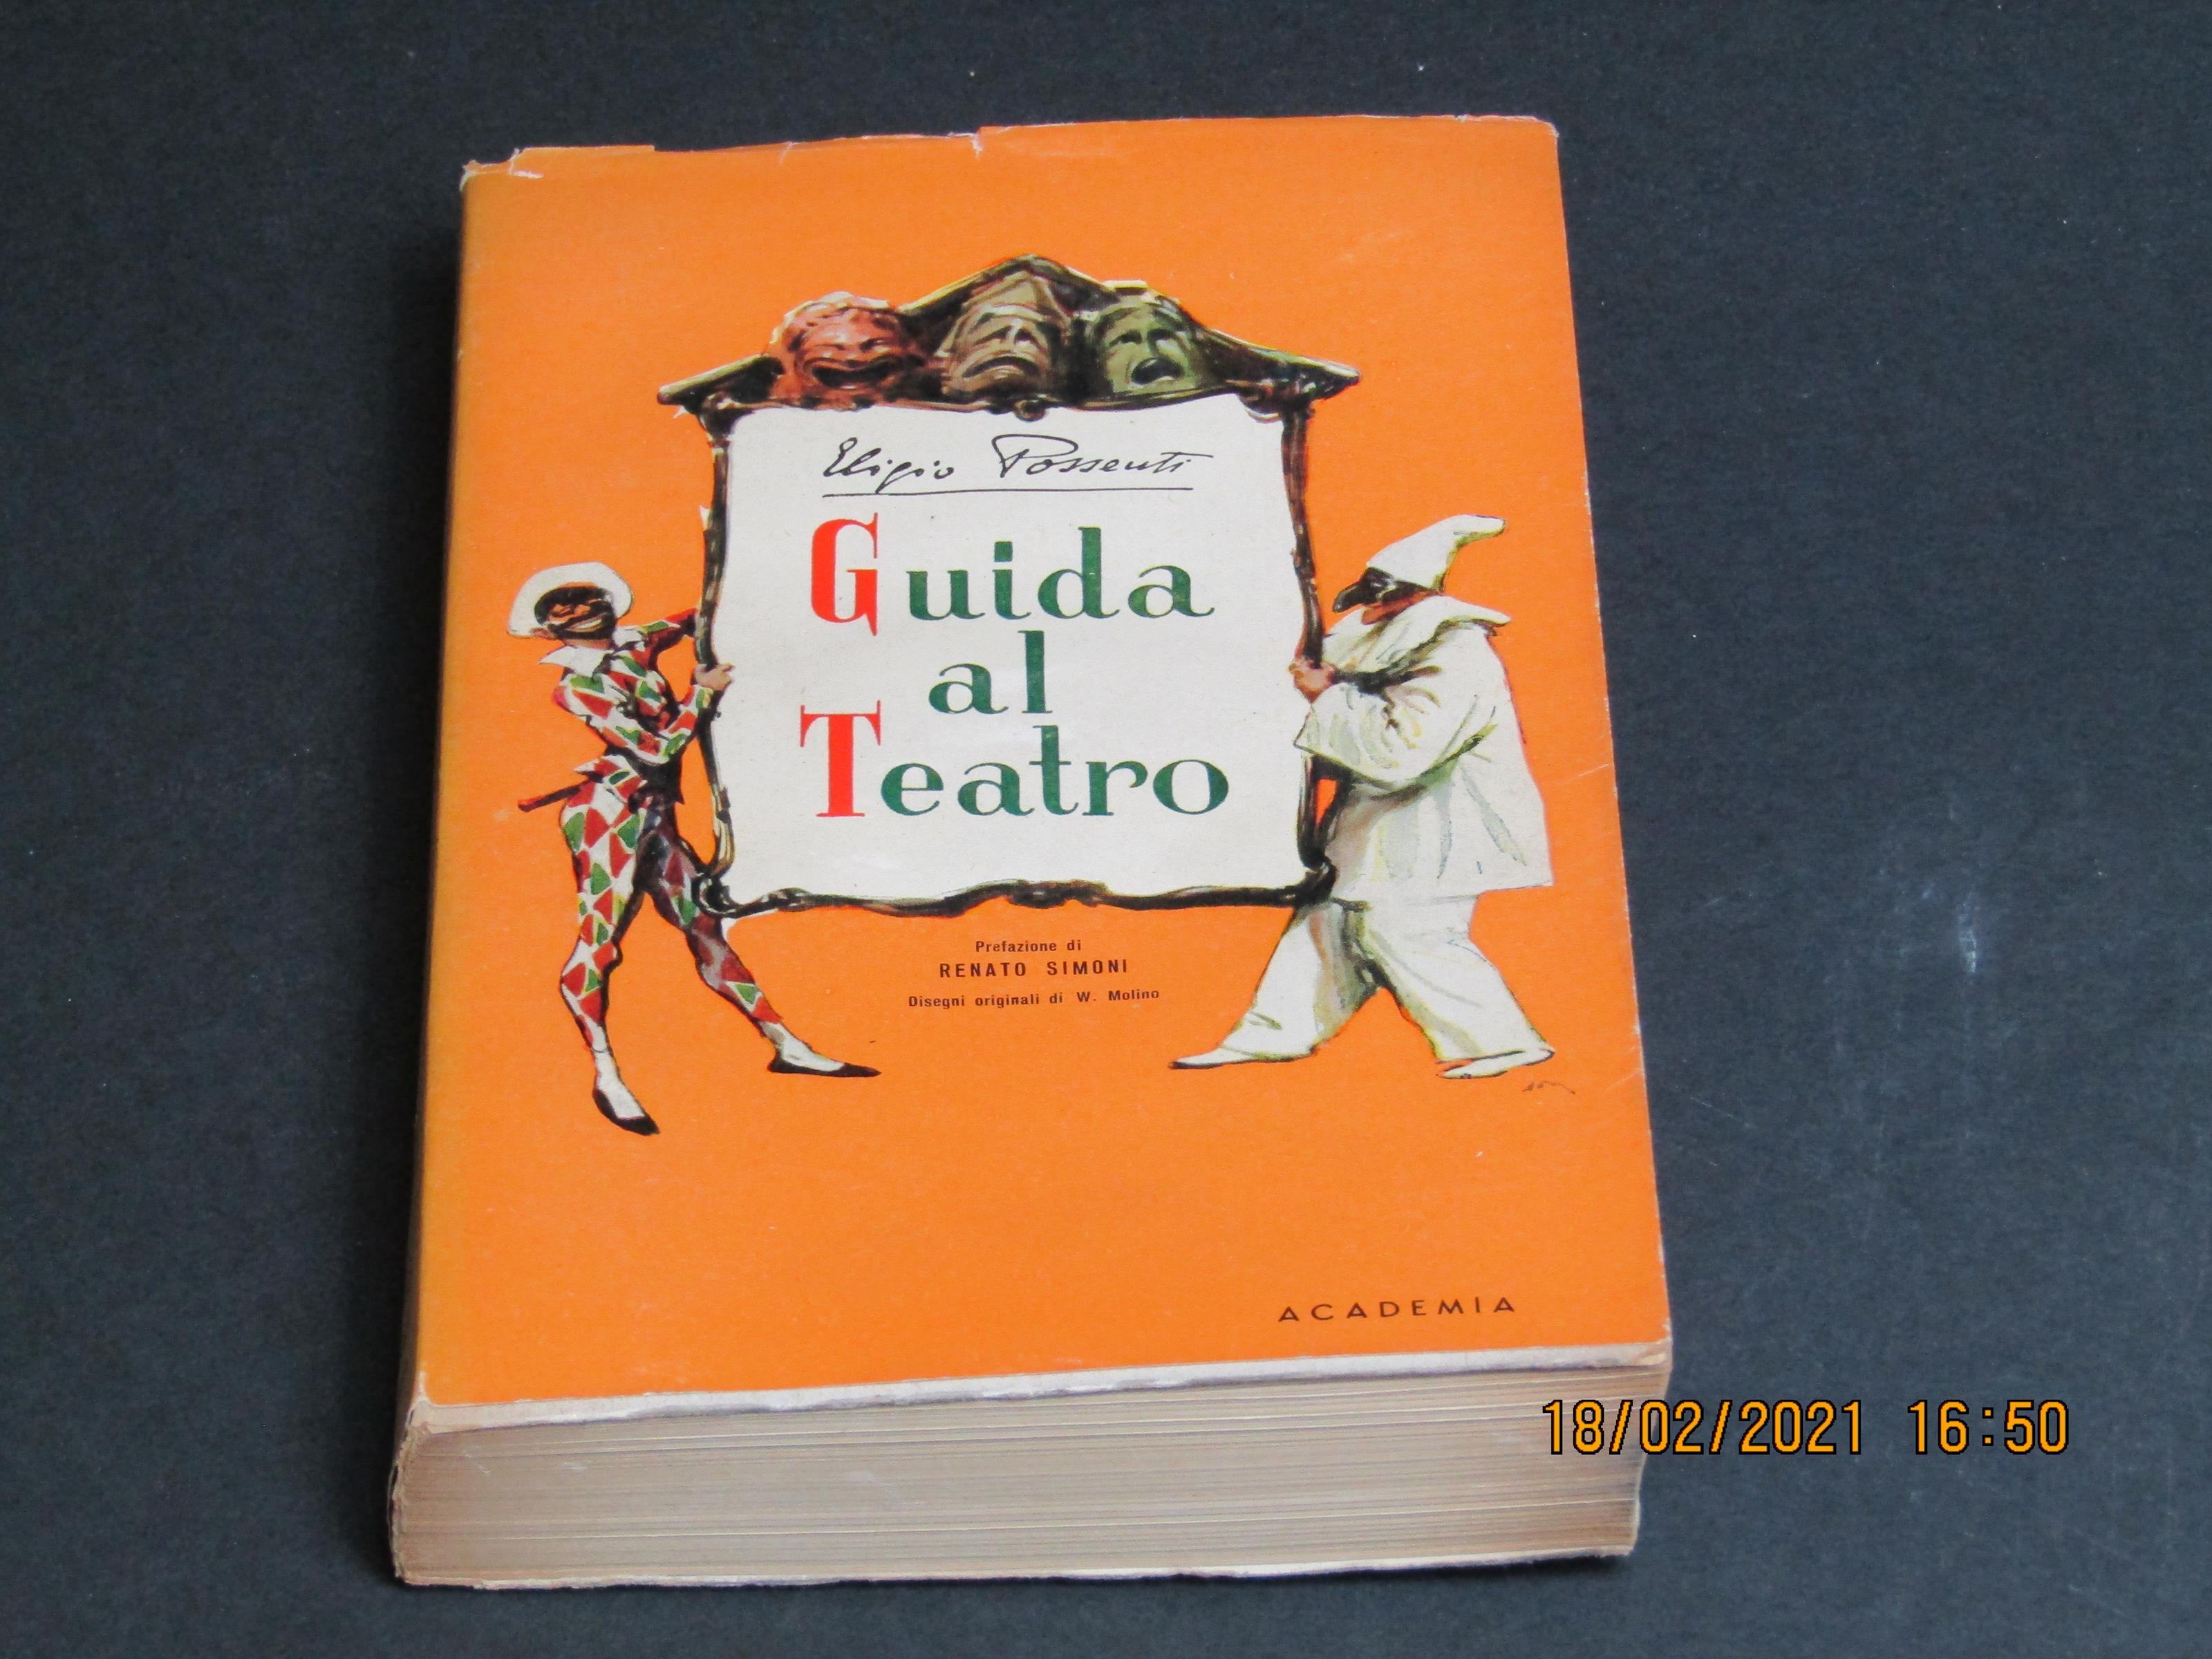 Eligio Possenti
Guida
al
Teatro
Prefazione di
RENATO SIMONI
Disegni originali di W. Molino
ACADEMIA
18/02/2021 16:50